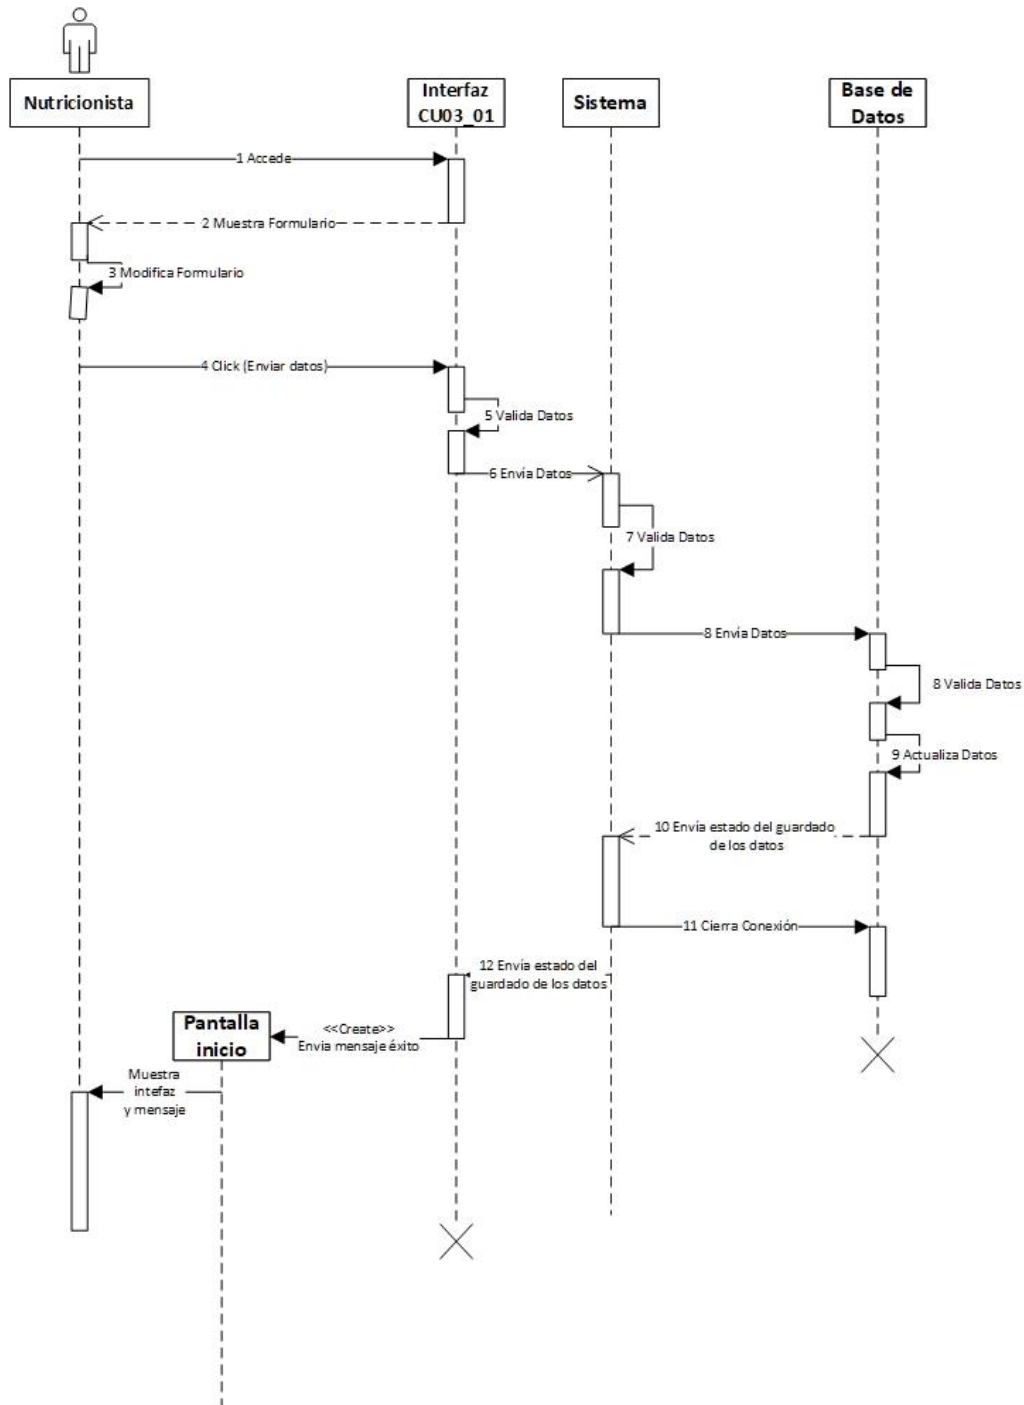 Nutricionista
Interfaz
CU03_01
Sistema
Base de
Datos
1 Accede
2 Muestra Formulario
3 Modifica Formulario
4 Click (Enviar datos)
5 Valida Datos
6 Envía Datos
7 Valida Datos
8 Envía Datos
8 Valida Datos
9 Actualiza Datos
10 Envía estado del guardado
de los datos
11 Cierra Conexión
12 Envía estado del
guardado de los datos
Pantalla
inicio
<<Create>>
Envia mensaje éxito
Muestra
intefaz
y mensaje